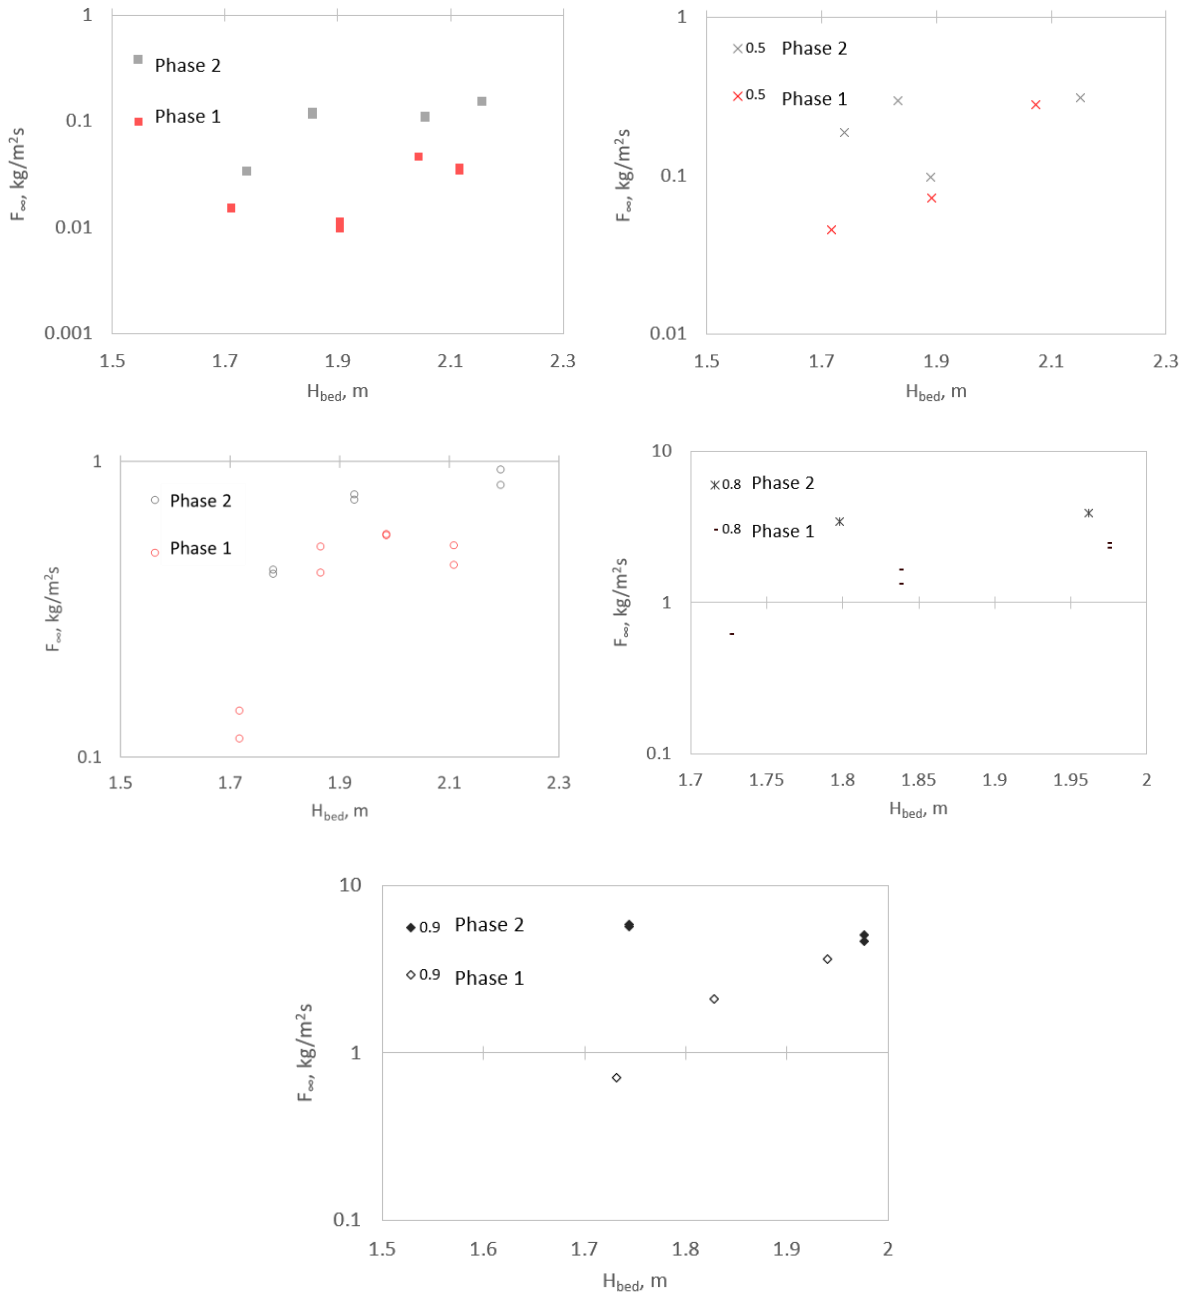 1
Phase 2
Phase 1
0.1
0.01
0.001
F∞, kg/m²s
1.5 1.7 1.9 2.1 2.3
H_bed, m
1
0.5 Phase 2
0.5 Phase 1
0.1
0.01
F∞, kg/m²s
1.5 1.7 1.9 2.1 2.3
H_bed, m
1
Phase 2
Phase 1
0.1
F∞, kg/m²s
1.5 1.7 1.9 2.1 2.3
H_bed, m
10
0.8 Phase 2
0.8 Phase 1
1
0.1
F∞, kg/m²s
1.7 1.75 1.8 1.85 1.9 1.95 2
H_bed, m
10
0.9 Phase 2
0.9 Phase 1
1
0.1
F∞, kg/m²s
1.5 1.6 1.7 1.8 1.9 2
H_bed, m